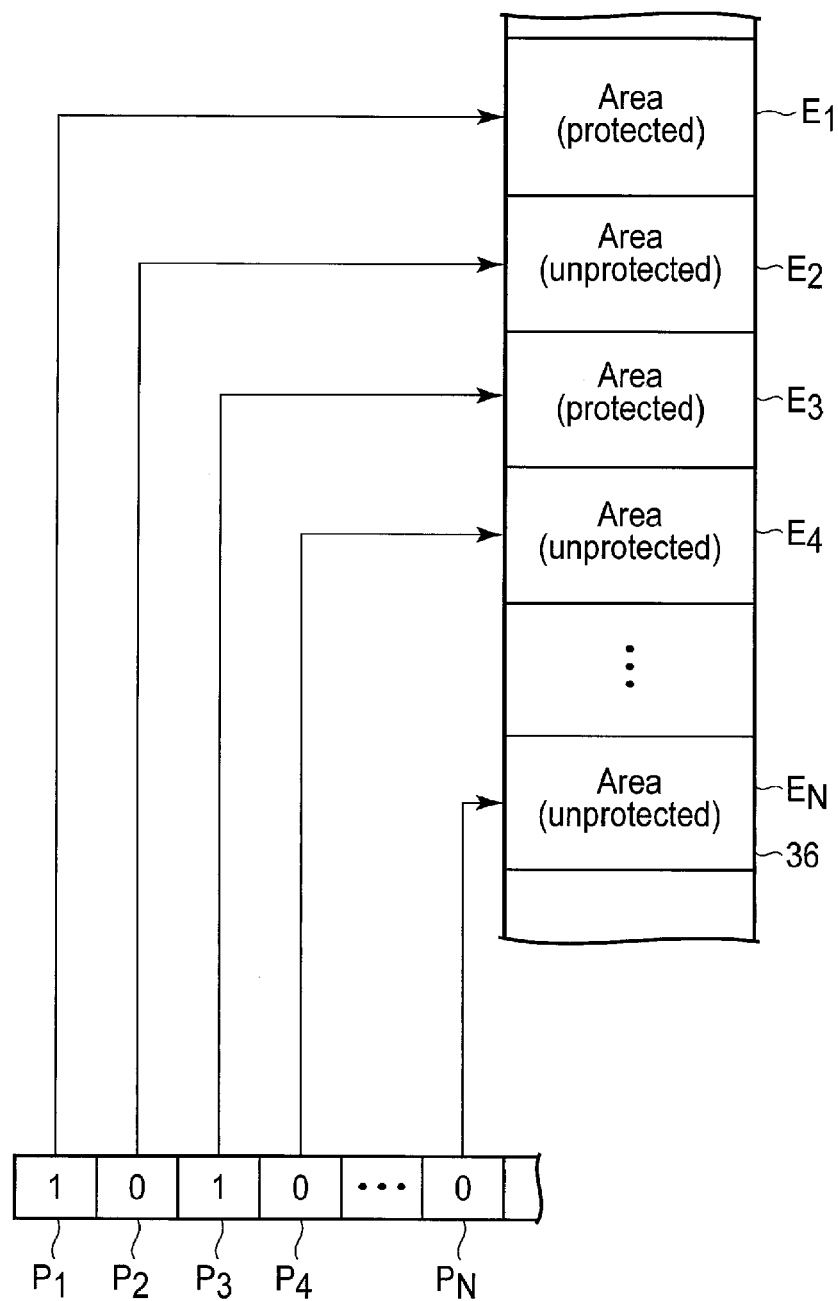 Area
(protected)
E1
Area
(unprotected)
E2
Area
(protected)
E3
Area
(unprotected)
E4
⋮
Area
(unprotected)
EN
36
1 0 1 0 ••• 0
P1 P2 P3 P4 PN